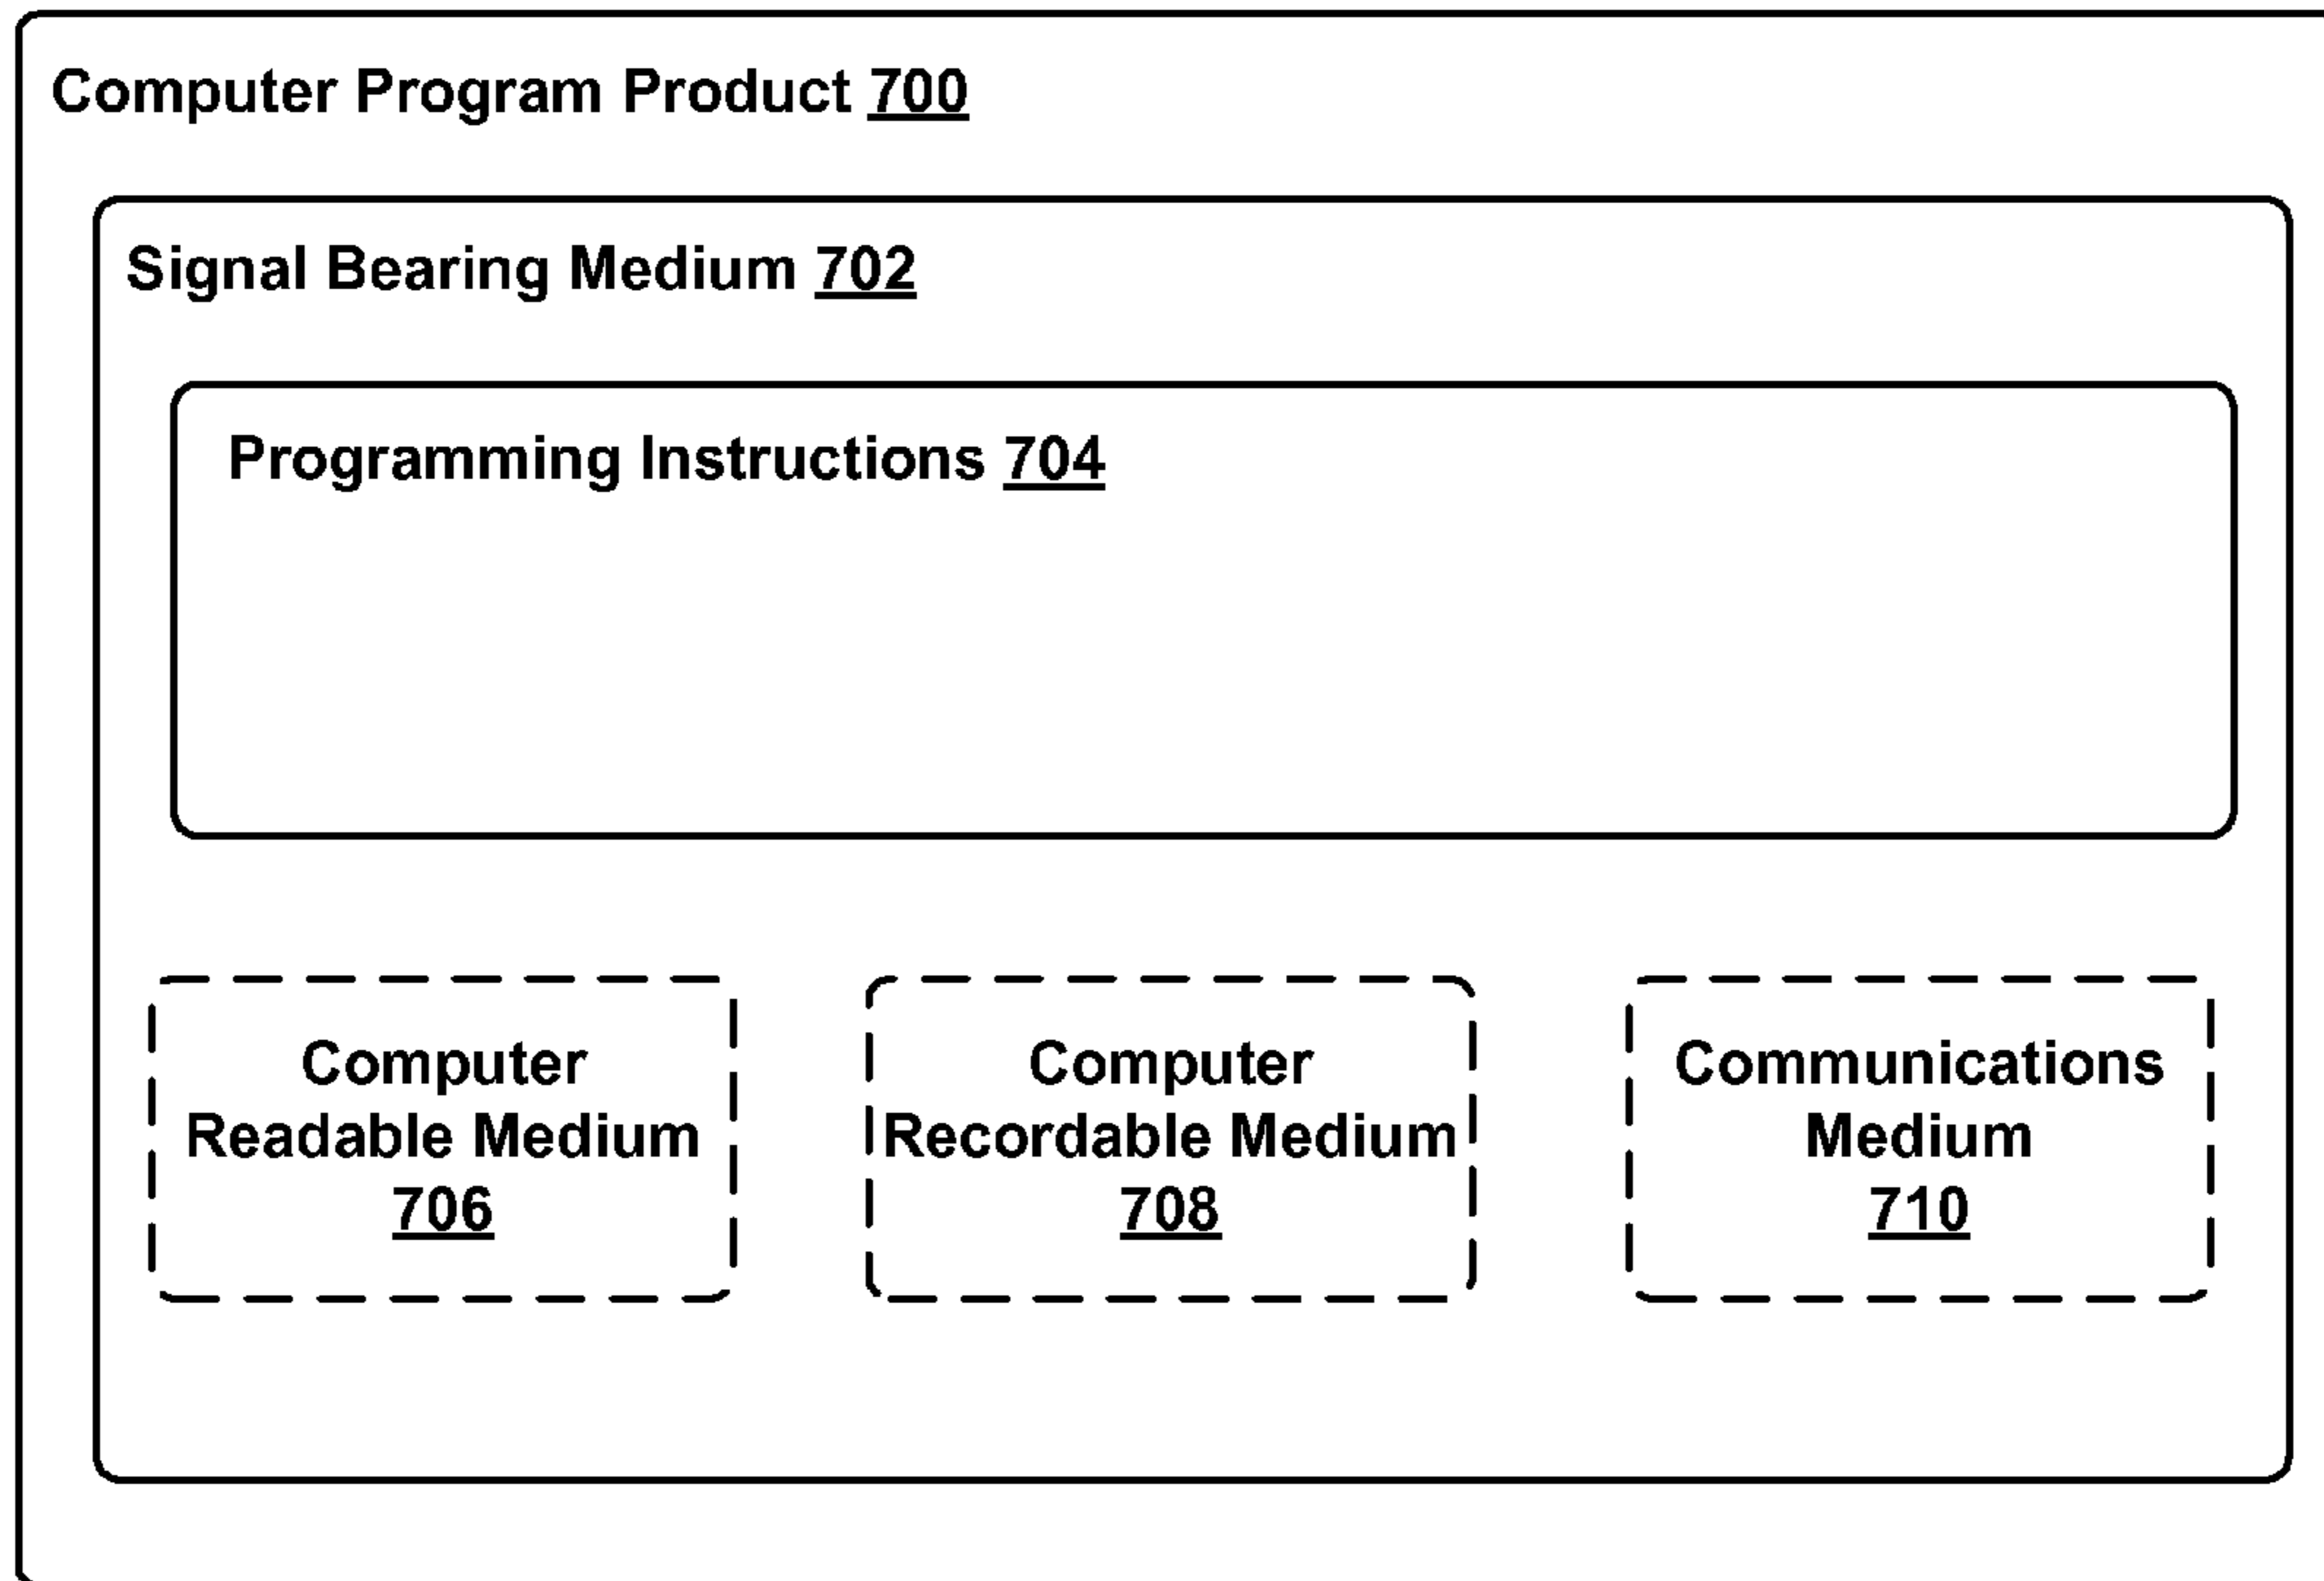 Computer Program Product 700
Signal Bearing Medium 702
Programming Instructions 704
Computer
Readable Medium
706
Computer
Recordable Medium
708
Communications
Medium
710